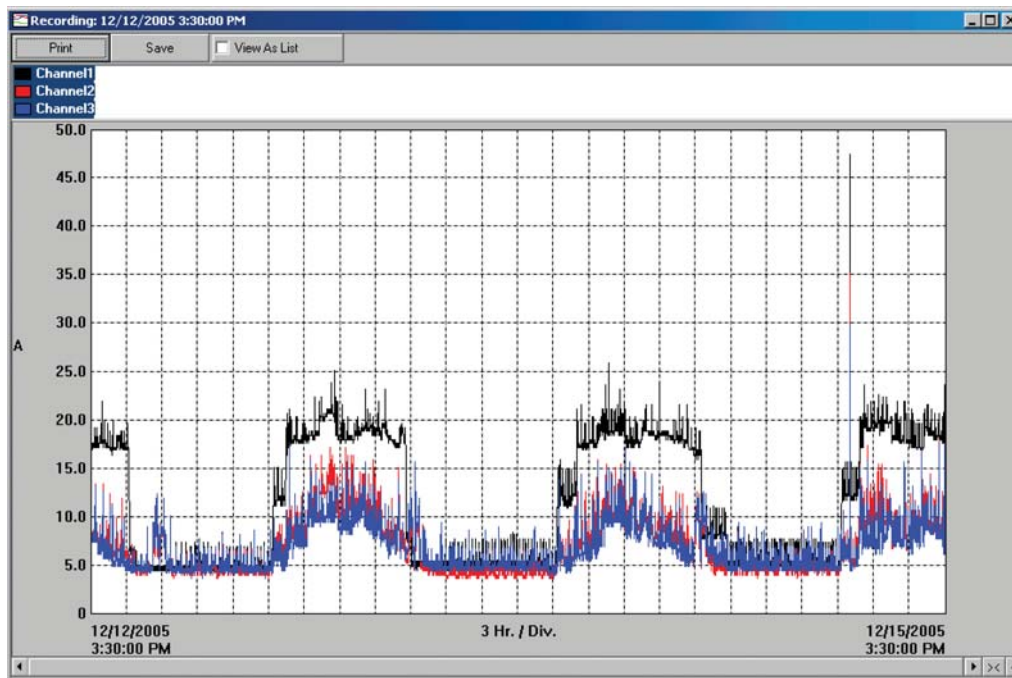 Recording: 12/12/2005 3:30:00 PM
Print Save View As List
Channel1
Channel2
Channel3
50.0
45.0
40.0
35.0
30.0
A
25.0
20.0
15.0
10.0
5.0
0
12/12/2005 3 Hr. / Div. 12/15/2005
3:30:00 PM 3:30:00 PM